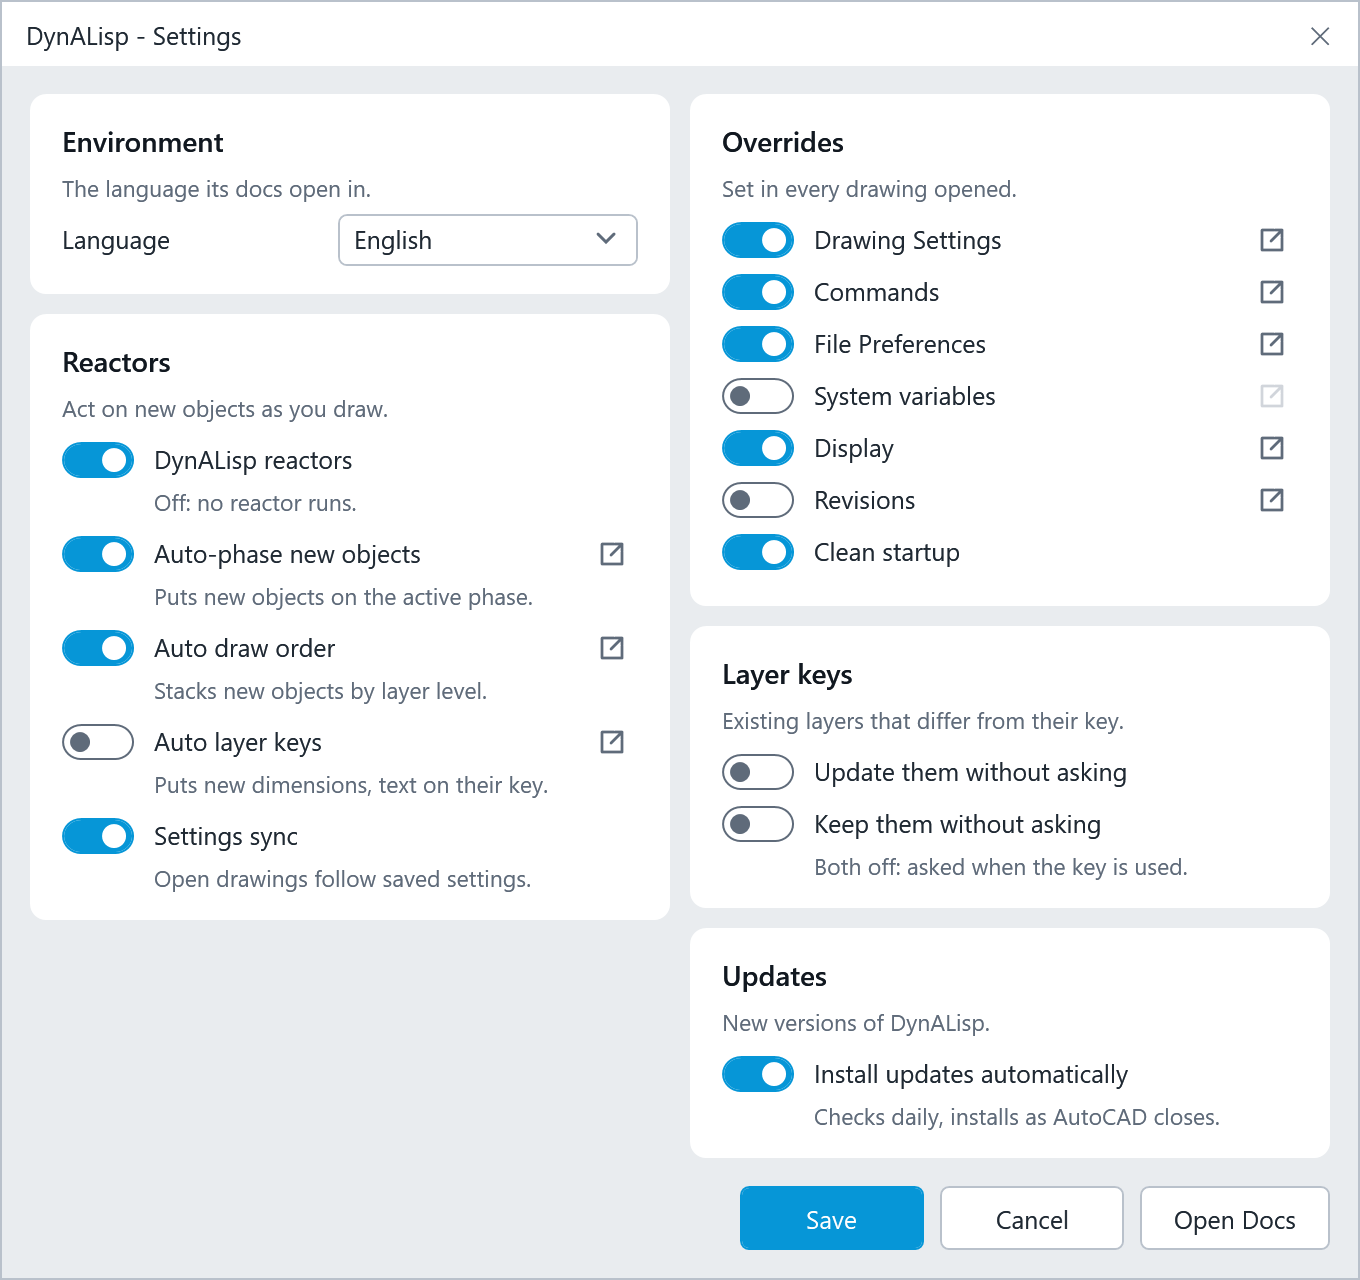 DynALisp - Settings
Environment
The language its docs open in.
Language
English
Reactors
Act on new objects as you draw.
DynALisp reactors
Off: no reactor runs.
Auto-phase new objects
Puts new objects on the active phase.
Auto draw order
Stacks new objects by layer level.
Auto layer keys
Puts new dimensions, text on their key.
Settings sync
Open drawings follow saved settings.
Overrides
Set in every drawing opened.
Drawing Settings
Commands
File Preferences
System variables
Display
Revisions
Clean startup
Layer keys
Existing layers that differ from their key.
Update them without asking
Keep them without asking
Both off: asked when the key is used.
Updates
New versions of DynALisp.
Install updates automatically
Checks daily, installs as AutoCAD closes.
Save
Cancel
Open Docs